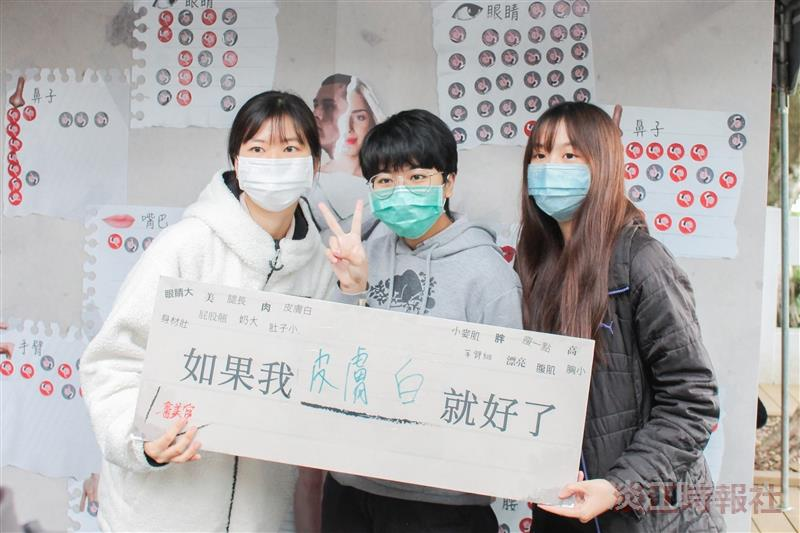 眼睛
眼睛
鼻子
鼻子
嘴巴
手臂
眼睛大 美 腿長 肉 皮膚白
身材壯 屁股翹 奶大 肚子小
小麥肌 胖 瘦一點 高
漂亮 腹肌 胸小
如果我 皮膚白 就好了
腰
淡江時報社